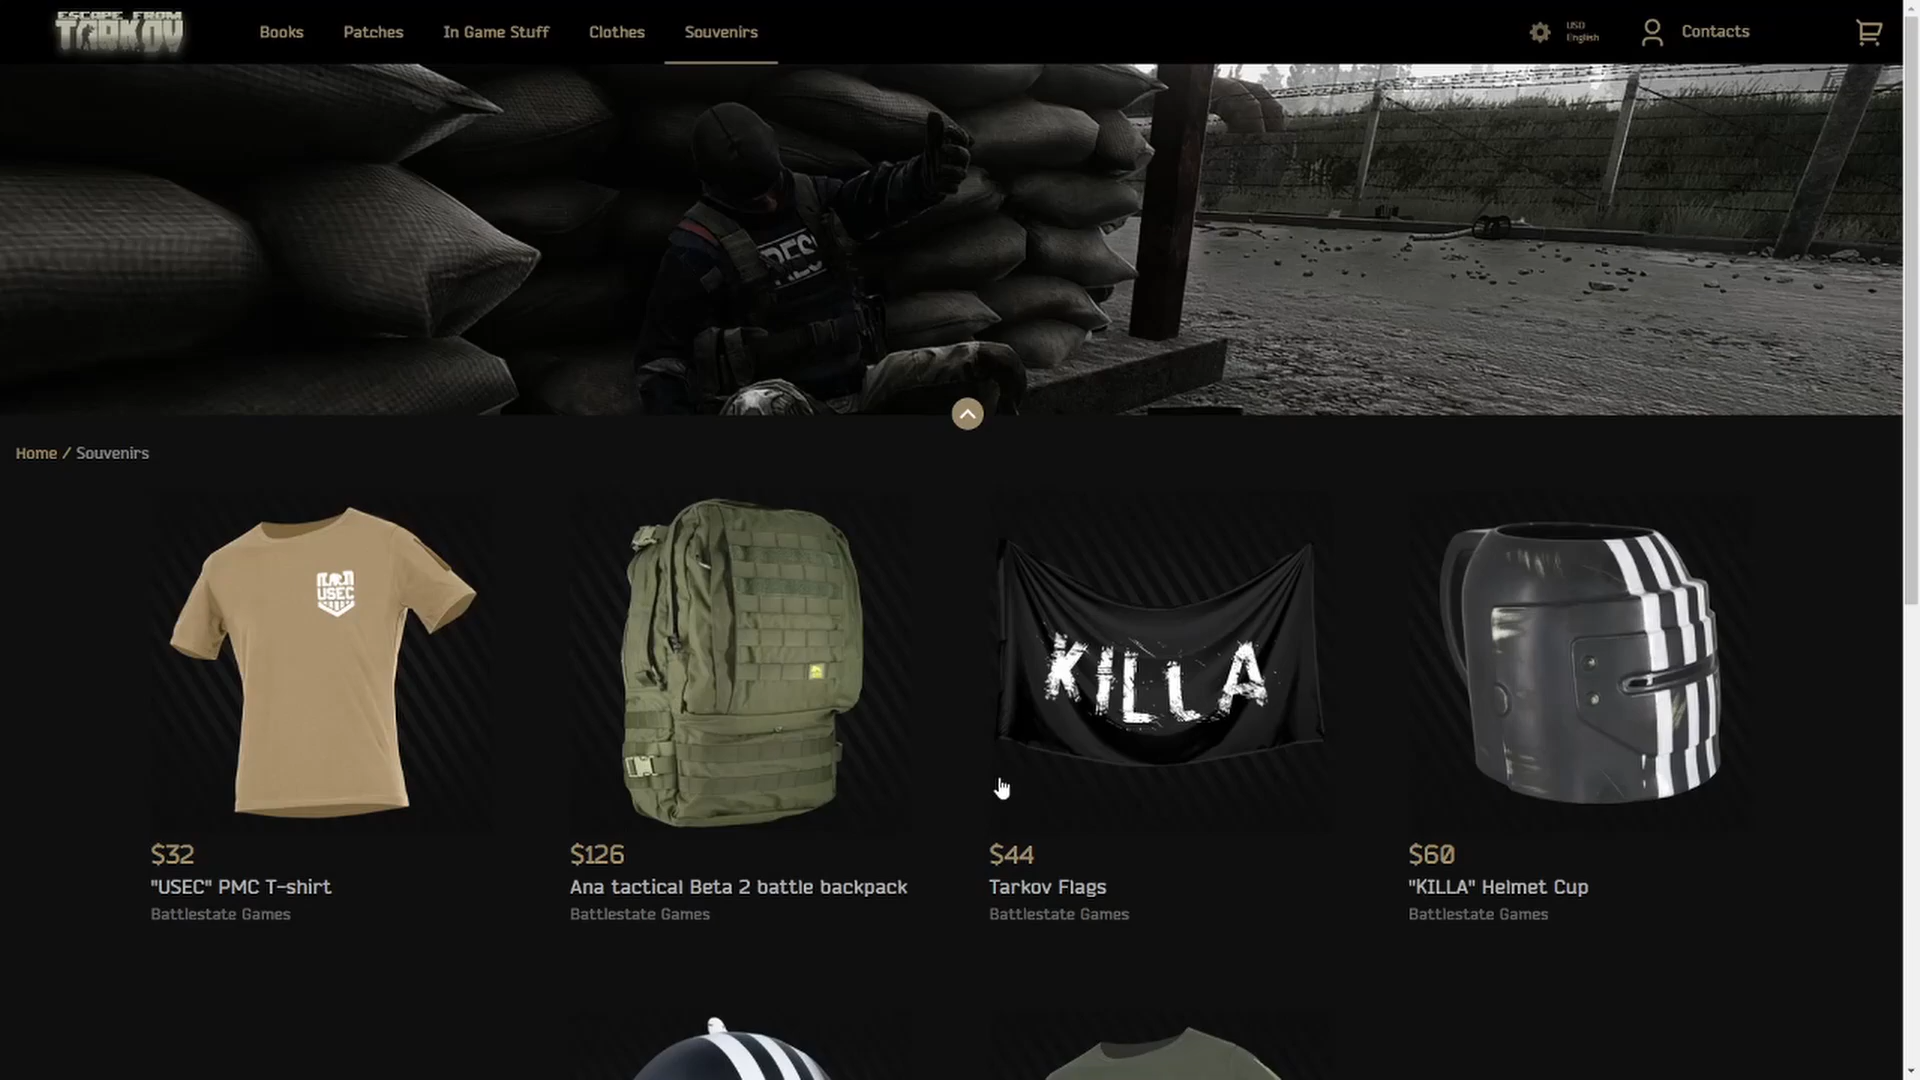 ESCAPE FROM
TARKOV
Books
Patches
In Game Stuff
Clothes
Souvenirs
USD
English
Contacts
Home / Souvenirs
USEC
KILLA
$32
"USEC" PMC T-shirt
Battlestate Games
$126
Ana tactical Beta 2 battle backpack
Battlestate Games
$44
Tarkov Flags
Battlestate Games
$60
"KILLA" Helmet Cup
Battlestate Games